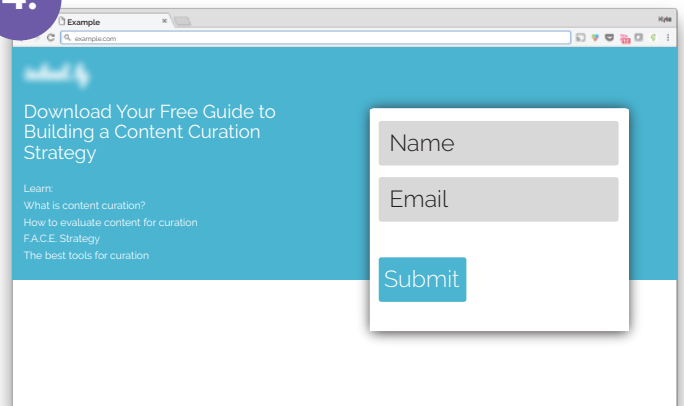 4.
Example
Kyle
example.com
Download Your Free Guide to
Building a Content Curation
Strategy
Learn:
What is content curation?
How to evaluate content for curation
F.A.C.E. Strategy
The best tools for curation
Name
Email
Submit